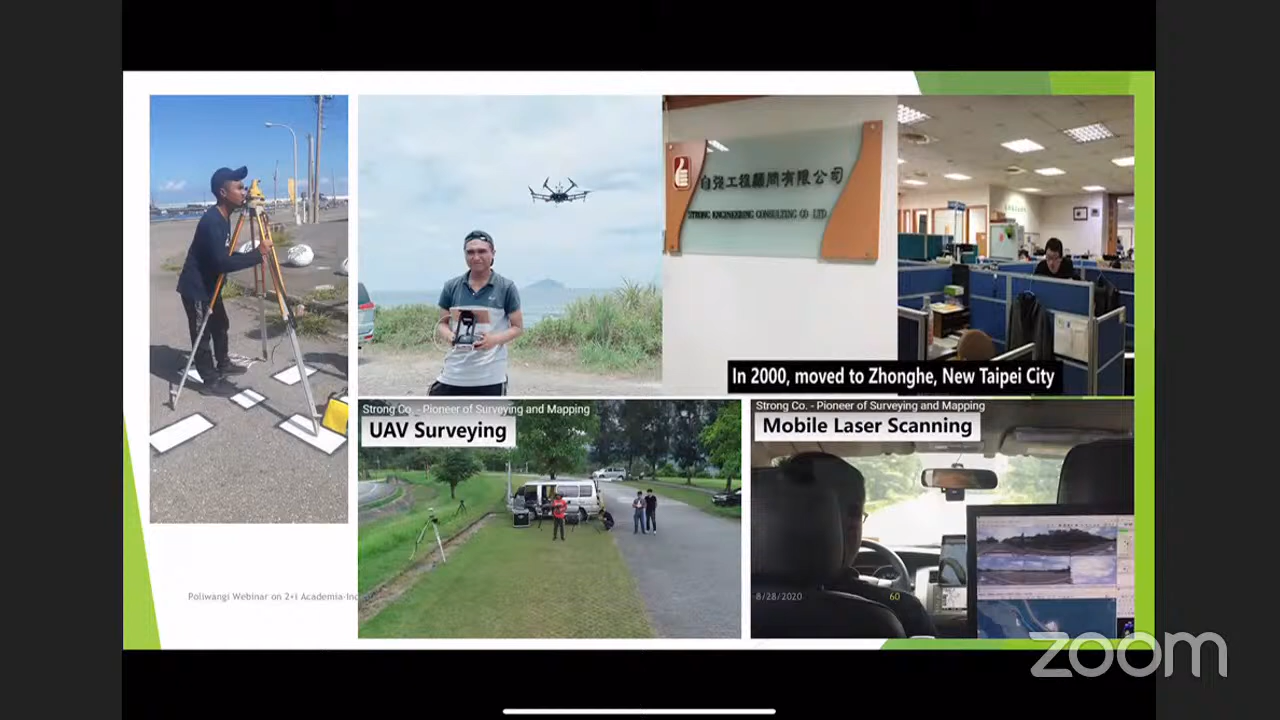 自強工程顧問有限公司
STRONG ENGINEERING CONSULTING CO LTD
In 2000, moved to Zhonghe, New Taipei City
Strong Co. - Pioneer of Surveying and Mapping
UAV Surveying
Strong Co. - Pioneer of Surveying and Mapping
Mobile Laser Scanning
Poliwangi Webinar on 2+i Academia-Ind
8/28/2020
60
zoom